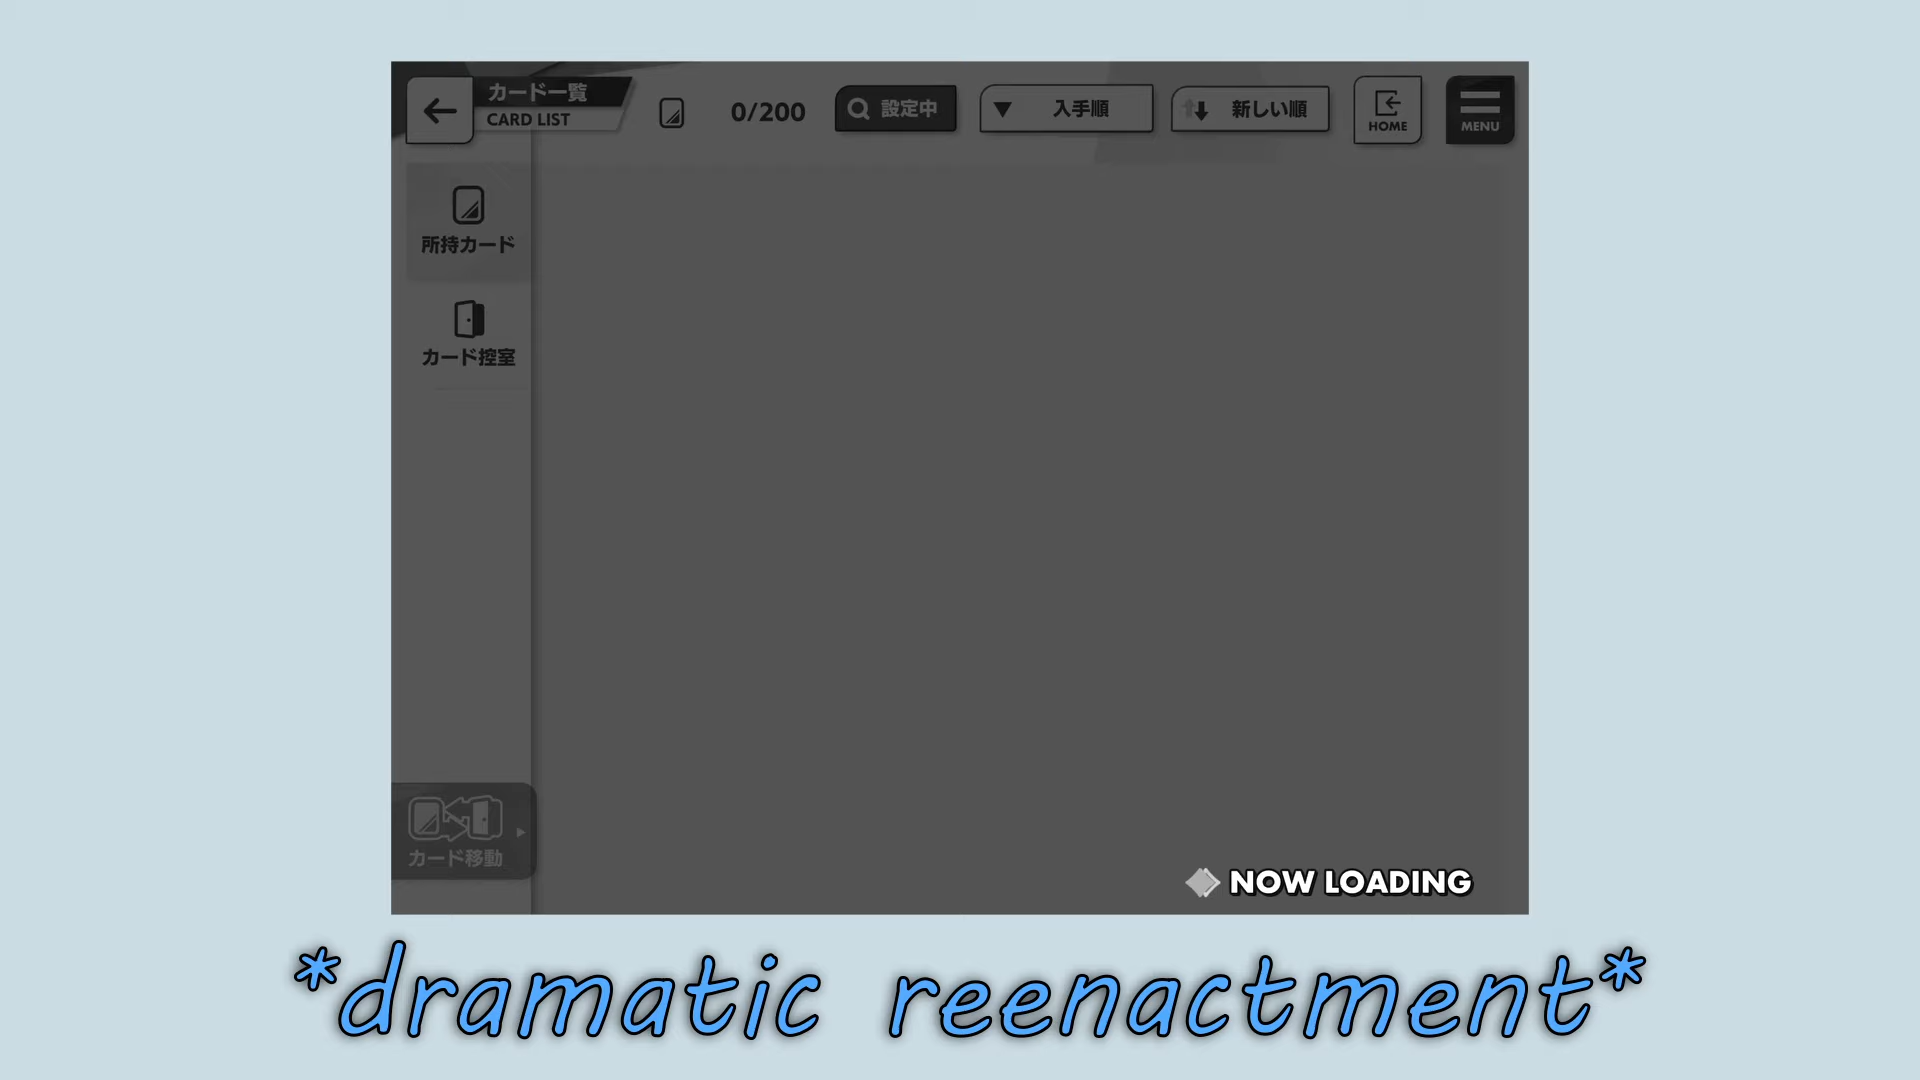 カード一覧
CARD LIST
0/200
設定中
入手順
新しい順
HOME
MENU
所持カード
カード控室
カード移動
NOW LOADING
*dramatic reenactment*